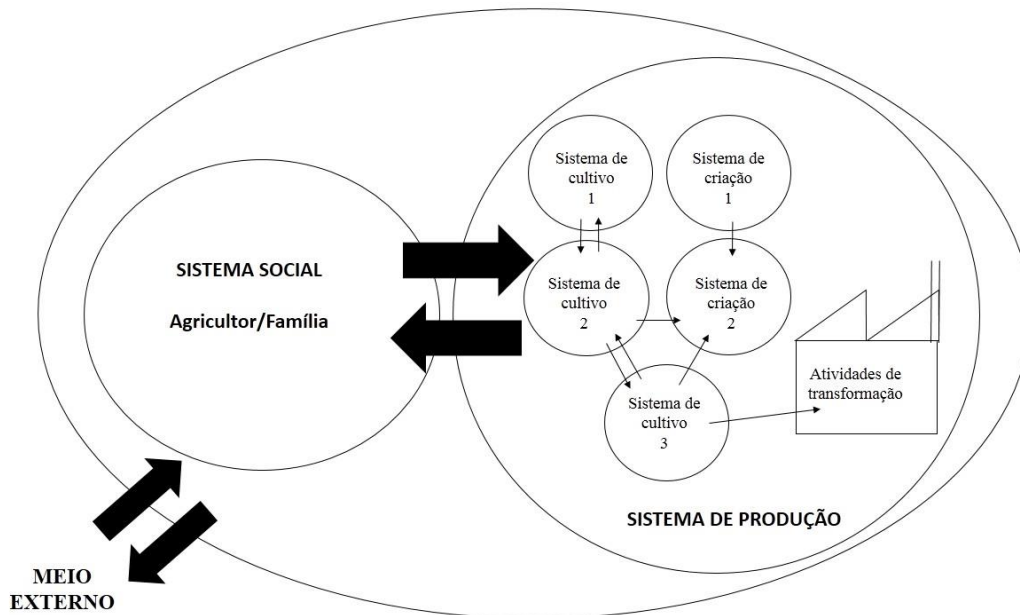 SISTEMA SOCIAL
Agricultor/Família
Sistema de
cultivo
1
Sistema de
criação
1
Sistema de
cultivo
2
Sistema de
criação
2
Sistema de
cultivo
3
Atividades de
transformação
SISTEMA DE PRODUÇÃO
MEIO
EXTERNO